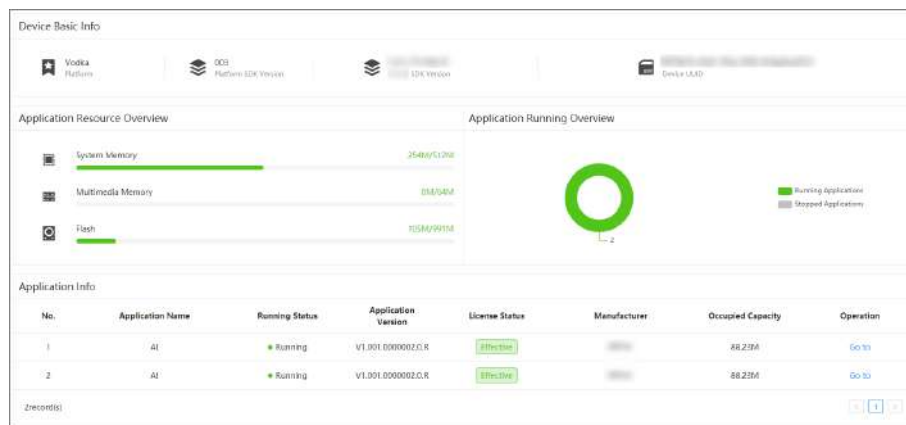 Device Basic Info
Vodka
Platform
003
Platform SDK Version
SDK Version
Device UUID
Application Resource Overview
Application Running Overview
System Memory
254M/512M
Multimedia Memory
0M/64M
Flash
105M/991M
Running Applications
Stopped Applications
2
Application Info
No. Application Name Running Status Application Version License Status Manufacturer Occupied Capacity Operation
1 AI Running V1.001.0000002.0.R Effective 88.23M Go to
2 AI Running V1.001.0000002.0.R Effective 88.23M Go to
2record(s)
1